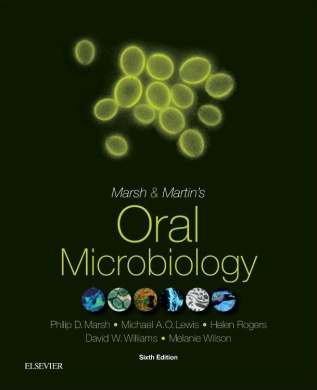 Marsh & Martin's
Oral
Microbiology
Philip D. Marsh • Michael A.O. Lewis • Helen Rogers
David W. Williams • Melanie Wilson
Sixth Edition
ELSEVIER